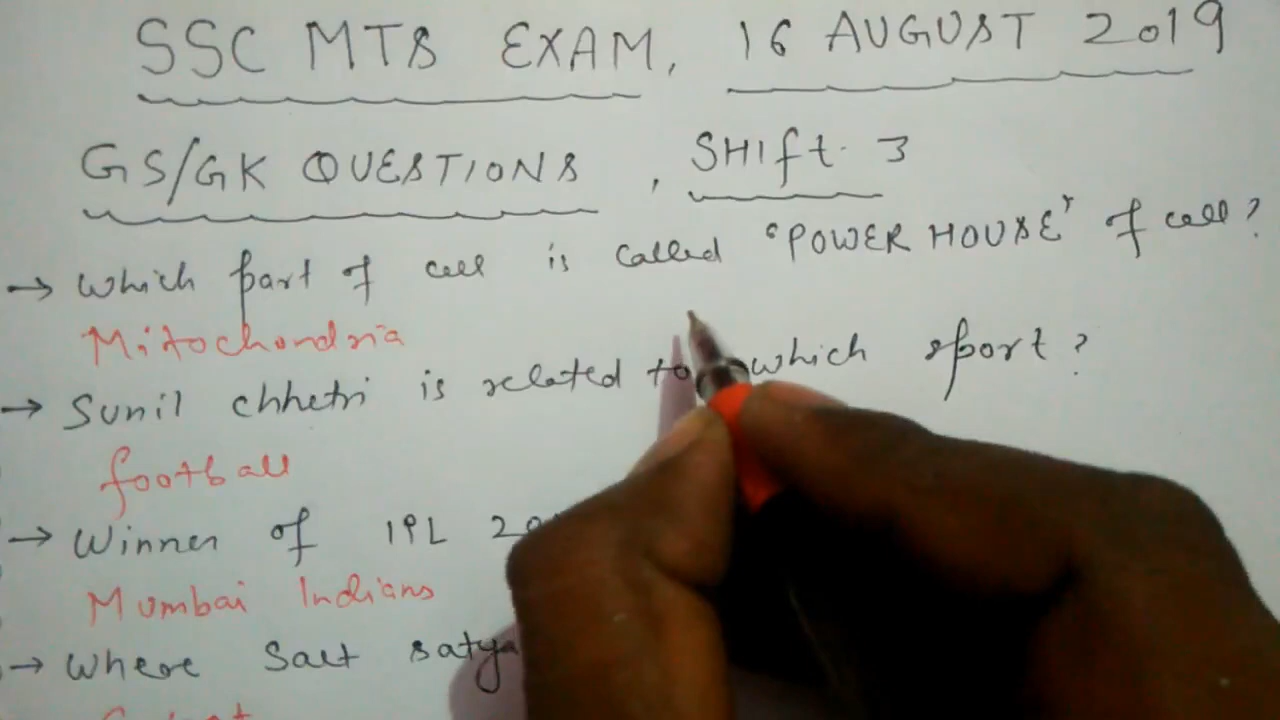 SSC MTS EXAM, 16 AUGUST 2019
GS/GK QUESTIONS, SHIft 3
→ Which part of cell is called "POWER HOUSE" of cell?
Mitochondria
→ Sunil chhetri is related to which sport?
football
→ Winner of IPL
Mumbai Indians
→ Where Salt